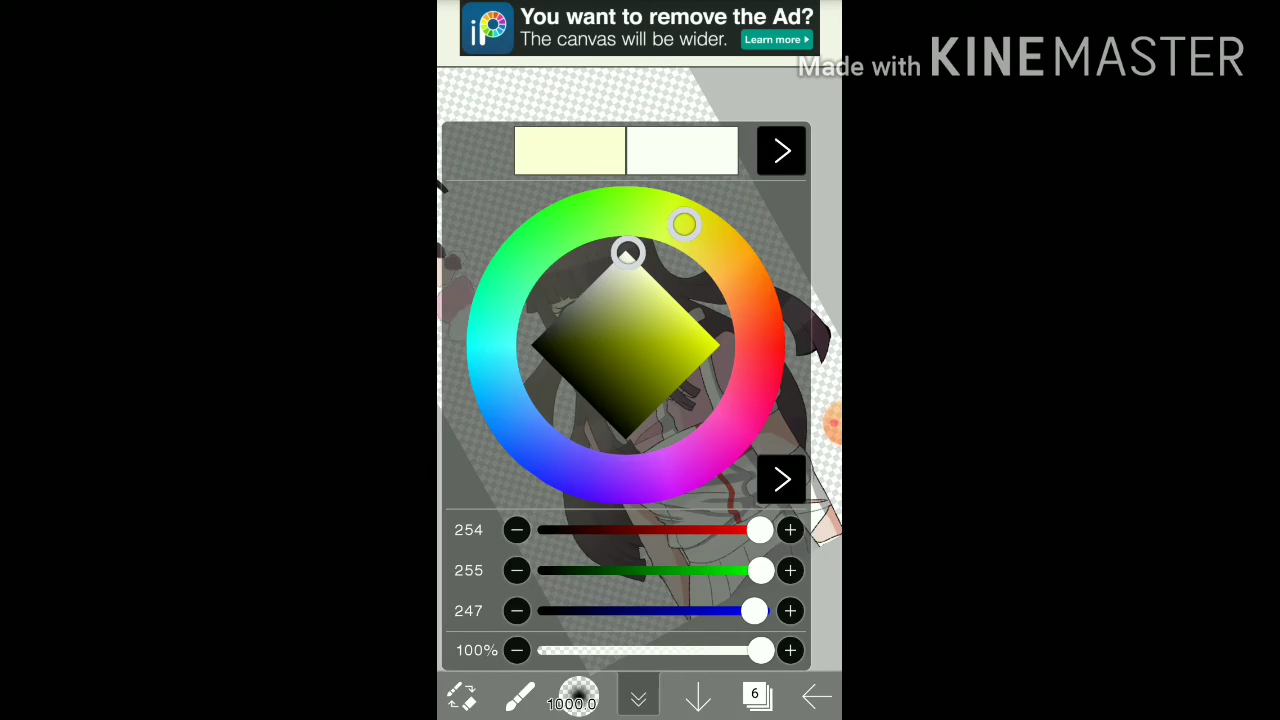 iP
You want to remove the Ad?
The canvas will be wider.
Learn more
Made with KINEMASTER
254
255
247
100%
1000.0
6